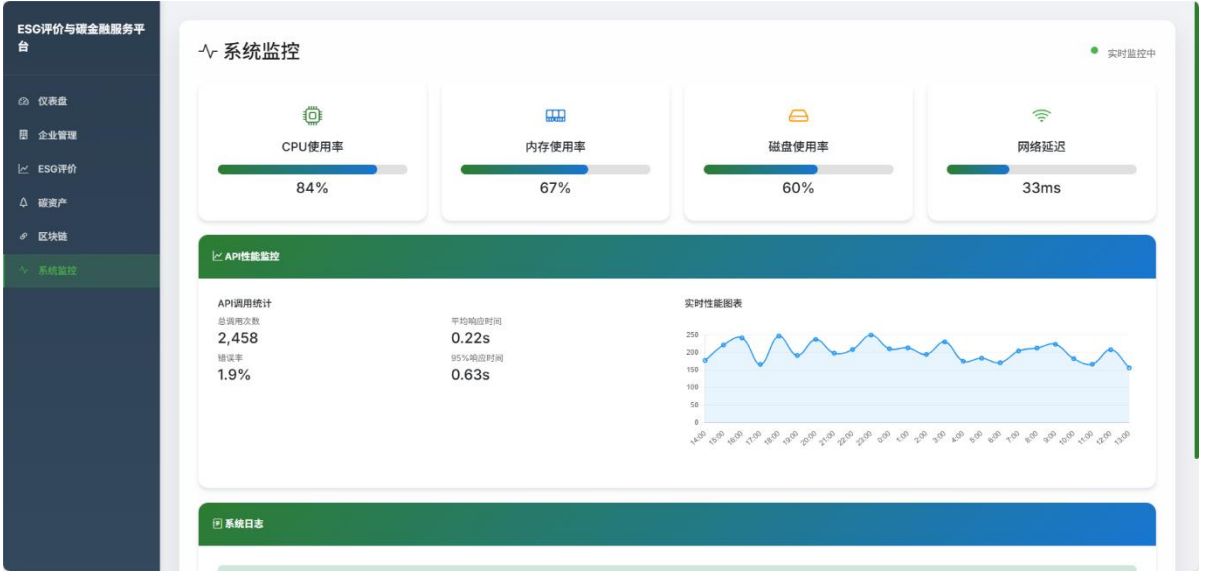 ESG评价与碳金融服务平
台
仪表盘
企业管理
ESG评价
碳资产
区块链
系统监控
系统监控
实时监控中
CPU使用率
84%
内存使用率
67%
磁盘使用率
60%
网络延迟
33ms
API性能监控
API调用统计
总调用次数
2,458
平均响应时间
0.22s
错误率
1.9%
95%响应时间
0.63s
实时性能图表
250
200
150
100
50
0
14:00
15:00
16:00
17:00
18:00
19:00
20:00
21:00
22:00
23:00
0:00
1:00
2:00
3:00
4:00
5:00
6:00
7:00
8:00
9:00
10:00
11:00
12:00
13:00
系统日志